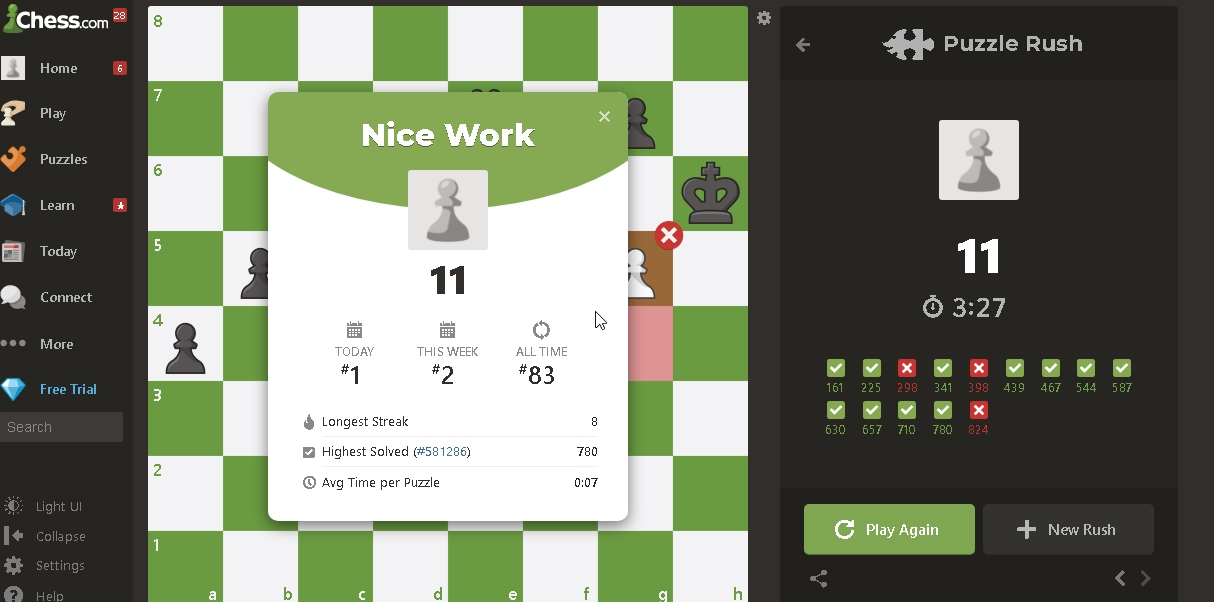 Chess.com 28
Home 6
Play
Puzzles
Learn
Today
Connect
More
Free Trial
Search
Light UI
Collapse
Settings
Help
8
7
6
5
4
3
2
1
a b c d e f g h
Nice Work
11
TODAY THIS WEEK ALL TIME
#1 #2 #83
Longest Streak 8
Highest Solved (#581286) 780
Avg Time per Puzzle 0:07
Puzzle Rush
11
3:27
161 225 298 341 398 439 467 544 587
630 657 710 780 824
Play Again
New Rush